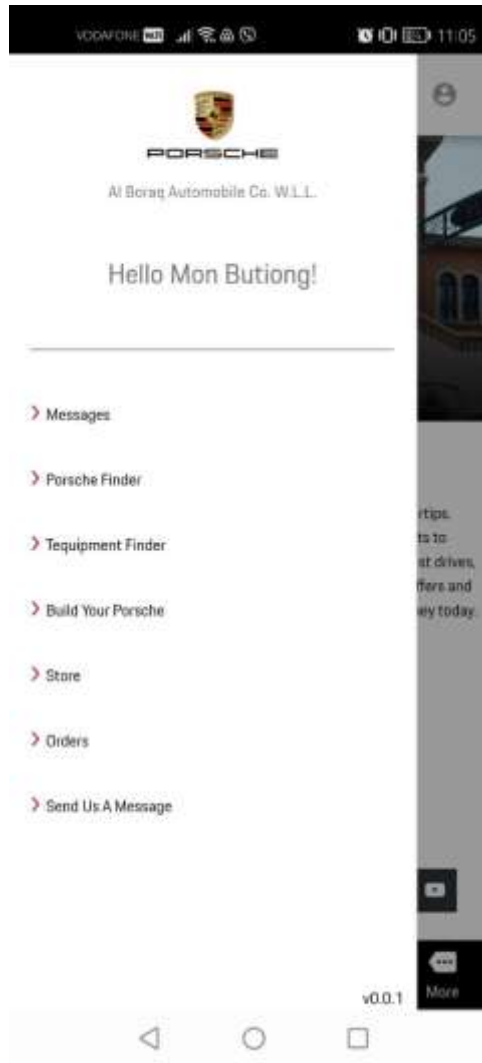 VODAFONE
11:05
PORSCHE
Al Boraq Automobile Co. W.L.L.
Hello Mon Butiong!
Messages
Porsche Finder
Tequipment Finder
Build Your Porsche
Store
Orders
Send Us A Message
rtips.
ts to
st drives,
ffers and
ey today.
v0.0.1
More